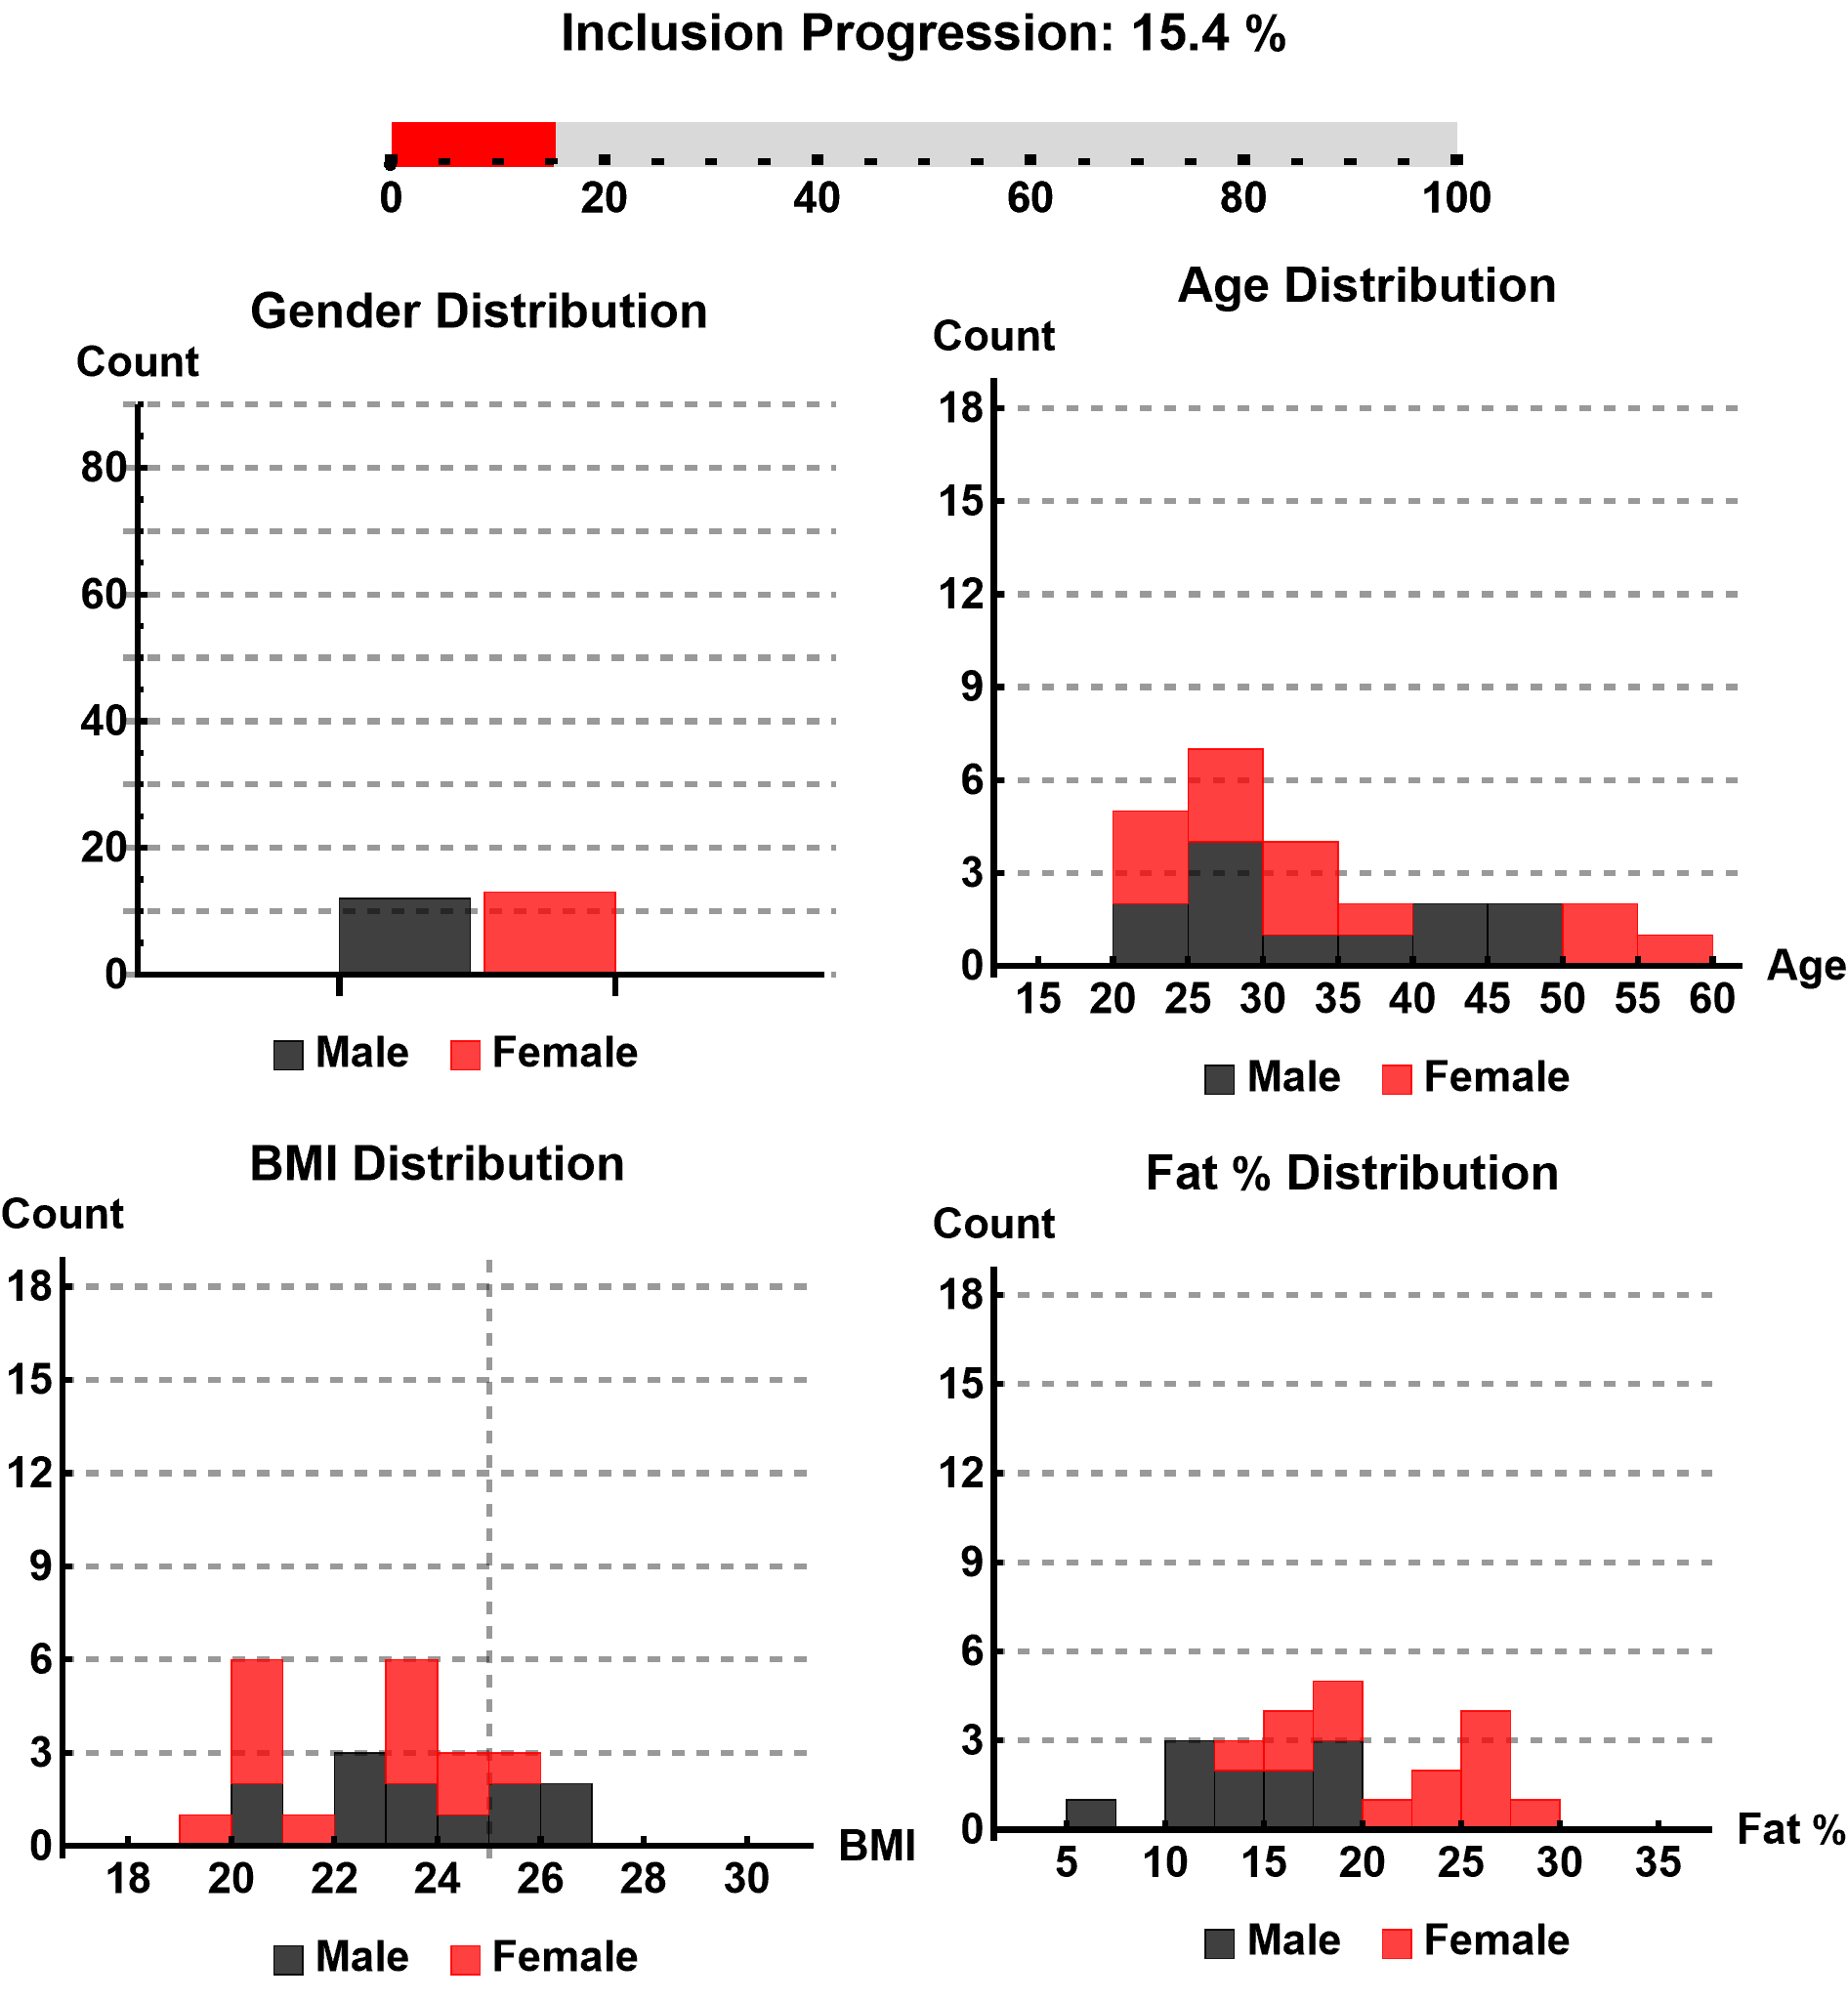 Inclusion Progression: 15.4 %
0 20 40 60 80 100
Gender Distribution
Count
80
60
40
20
0
Male Female
Age Distribution
Count
18
15
12
9
6
3
0
15 20 25 30 35 40 45 50 55 60
Age
Male Female
BMI Distribution
Count
18
15
12
9
6
3
0
18 20 22 24 26 28 30
BMI
Male Female
Fat % Distribution
Count
18
15
12
9
6
3
0
5 10 15 20 25 30 35
Fat %
Male Female